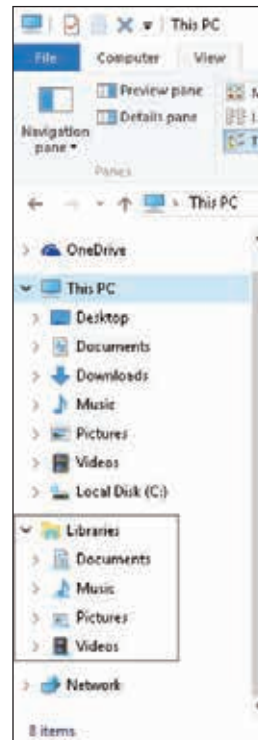 This PC
File Computer View
Navigation pane
Preview pane
Details pane
Panes
This PC
OneDrive
This PC
Desktop
Documents
Downloads
Music
Pictures
Videos
Local Disk (C:)
Libraries
Documents
Music
Pictures
Videos
Network
8 items